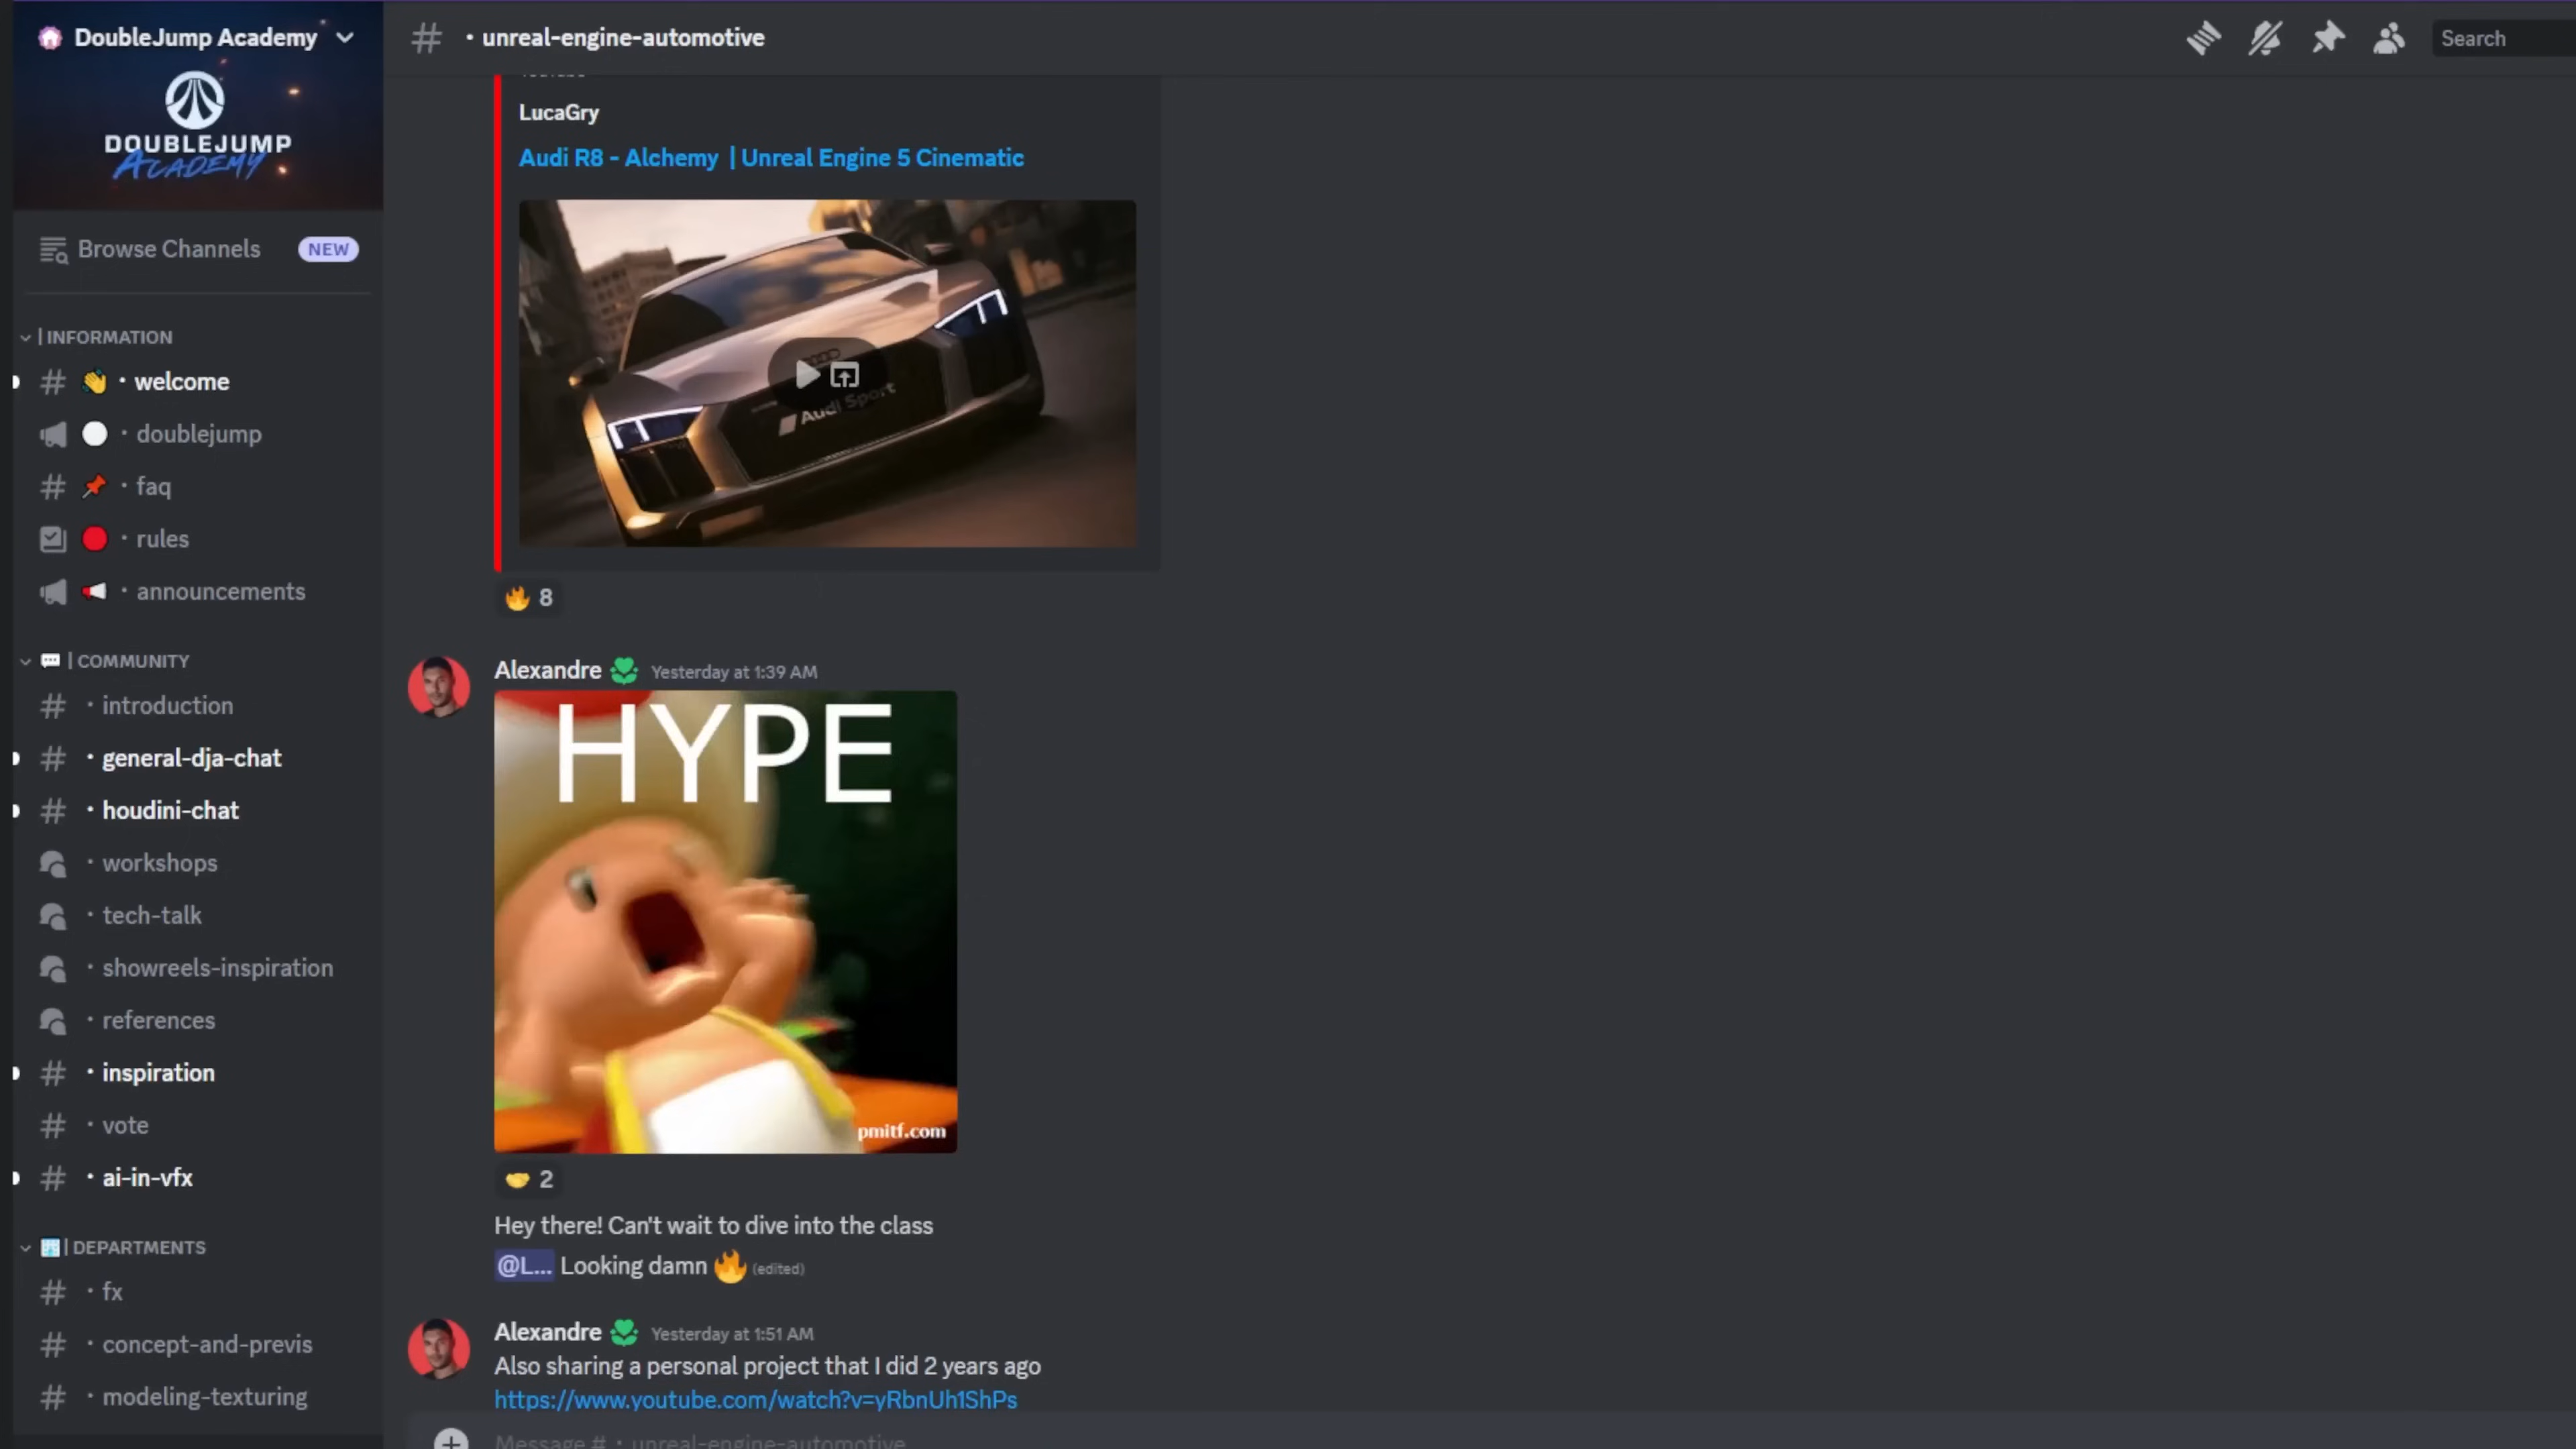 DoubleJump Academy
DOUBLEJUMP
ACADEMY
Browse Channels NEW
| INFORMATION
# 👋 · welcome
· doublejump
# 📌 · faq
🔴 · rules
📢 · announcements
💬 | COMMUNITY
# · introduction
# · general-dja-chat
# · houdini-chat
· workshops
· tech-talk
· showreels-inspiration
· references
# · inspiration
# · vote
# · ai-in-vfx
🏢 | DEPARTMENTS
# · fx
# · concept-and-previs
# · modeling-texturing
# · unreal-engine-automotive
Search
LucaGry
Audi R8 - Alchemy | Unreal Engine 5 Cinematic
Audi Sport
🔥 8
Alexandre Yesterday at 1:39 AM
HYPE
pmitf.com
🤝 2
Hey there! Can't wait to dive into the class
@L... Looking damn 🔥 (edited)
Alexandre Yesterday at 1:51 AM
Also sharing a personal project that I did 2 years ago
https://www.youtube.com/watch?v=yRbnUh1ShPs
Message # · unreal-engine-automotive